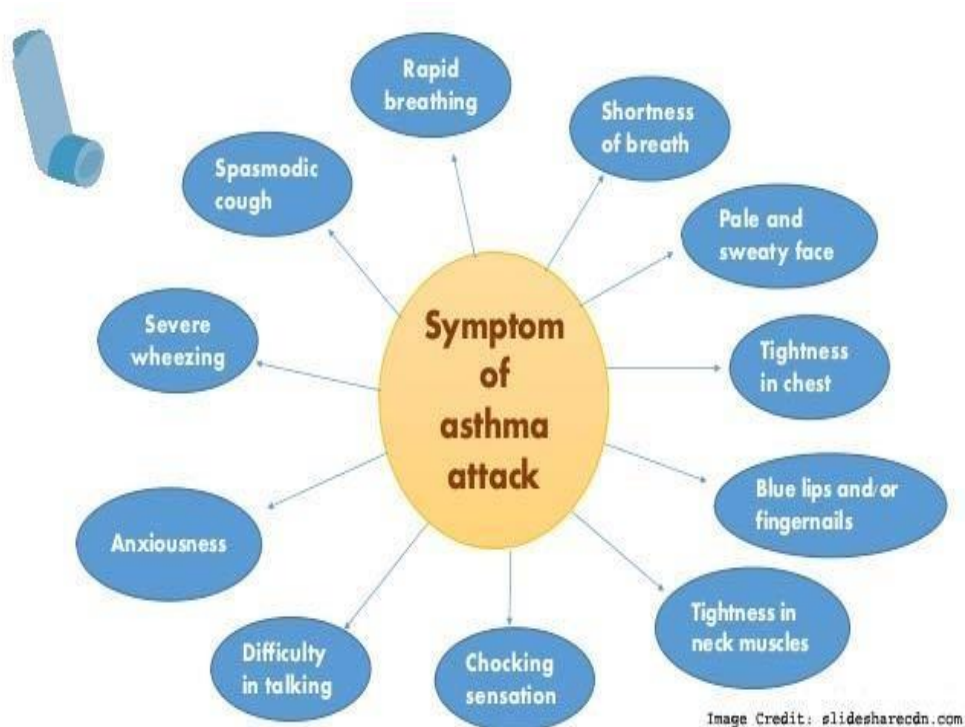 Symptom
of
asthma
attack
Rapid
breathing
Shortness
of breath
Pale and
sweaty face
Tightness
in chest
Blue lips and/or
fingernails
Tightness in
neck muscles
Chocking
sensation
Difficulty
in talking
Anxiousness
Severe
wheezing
Spasmodic
cough
Image Credit: slidesharecdn.com